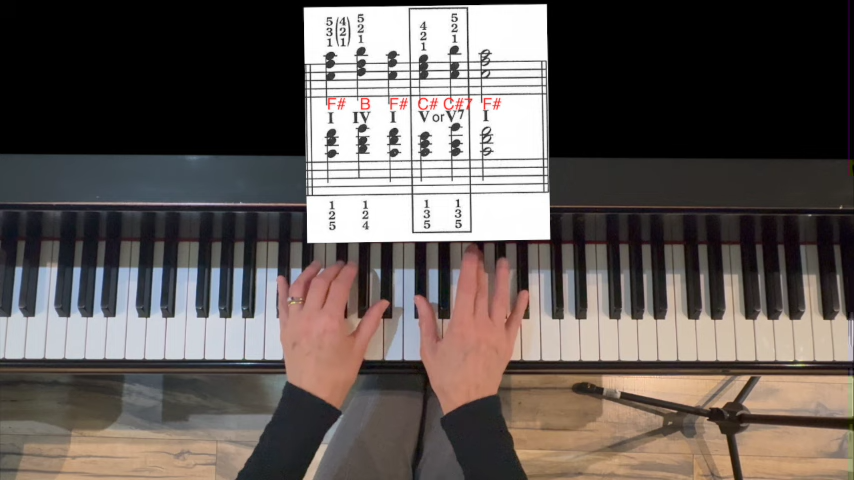 5 (4 5 5
3 2 2 4 2
1 1) 1 2 1
1
F# B F# C# C#7 F#
I IV I V or V7 I
1 1 1 1
2 2 3 3
5 4 5 5